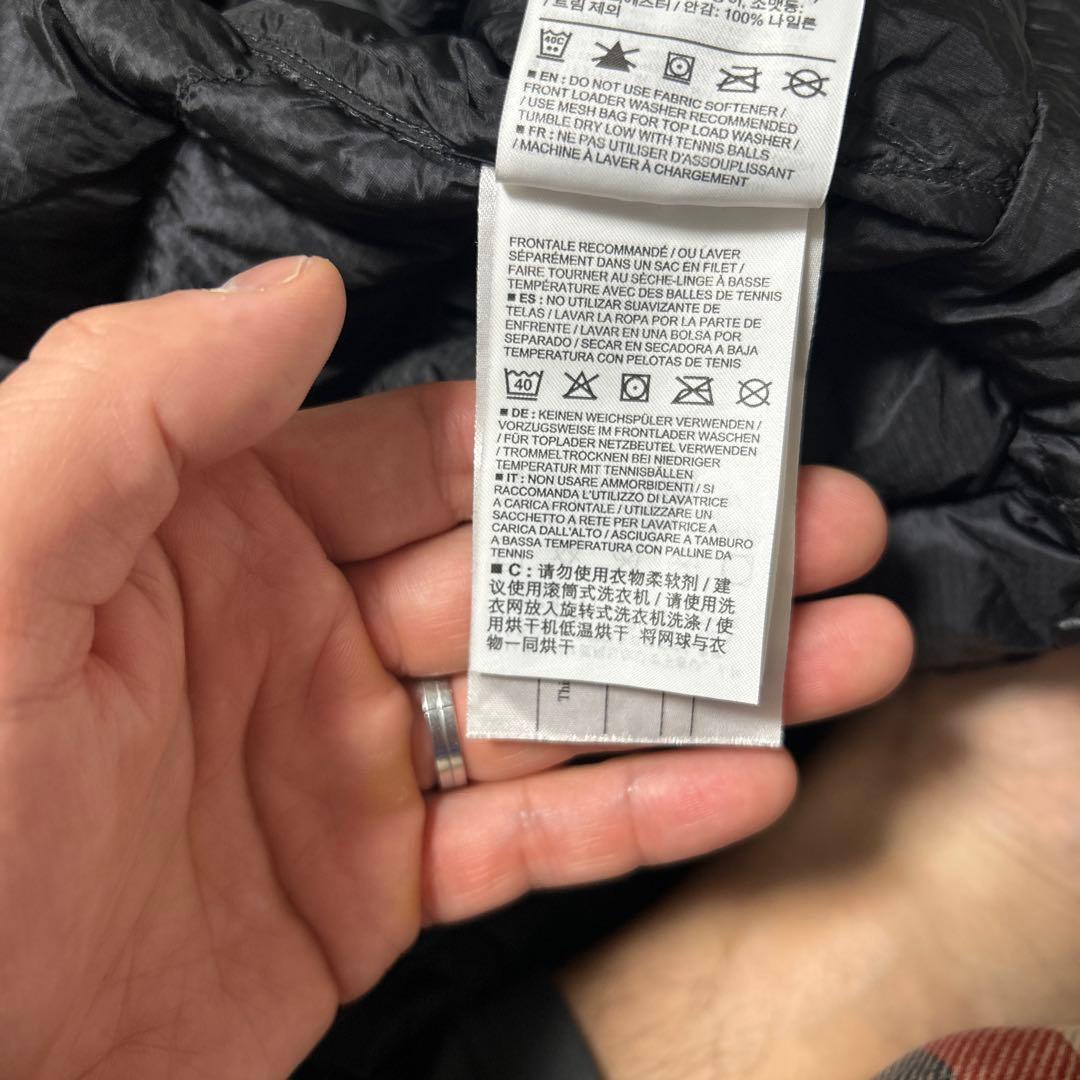 안감: 100% 나일론
/ 트림 제외
40C
■ EN : DO NOT USE FABRIC SOFTENER /
FRONT LOADER WASHER RECOMMENDED
/ USE MESH BAG FOR TOP LOAD WASHER /
TUMBLE DRY LOW WITH TENNIS BALLS
■ FR : NE PAS UTILISER D'ASSOUPLISSANT
/ MACHINE À LAVER À CHARGEMENT
FRONTALE RECOMMANDÉ / OU LAVER
SÉPARÉMENT DANS UN SAC EN FILET /
FAIRE TOURNER AU SÈCHE-LINGE À BASSE
TEMPÉRATURE AVEC DES BALLES DE TENNIS
■ ES : NO UTILIZAR SUAVIZANTE DE
TELAS / LAVAR LA ROPA POR LA PARTE DE
ENFRENTE / LAVAR EN UNA BOLSA POR
SEPARADO / SECAR EN SECADORA A BAJA
TEMPERATURA CON PELOTAS DE TENIS
40
■ DE : KEINEN WEICHSPÜLER VERWENDEN /
VORZUGSWEISE IM FRONTLADER WASCHEN
/ FÜR TOPLADER NETZBEUTEL VERWENDEN
/ TROMMELTROCKNEN BEI NIEDRIGER
TEMPERATUR MIT TENNISBÄLLEN
■ IT : NON USARE AMMORBIDENTI / SI
RACCOMANDA L'UTILIZZO DI LAVATRICE
A CARICA FRONTALE / UTILIZZARE UN
SACCHETTO A RETE PER LAVATRICE A
CARICA DALL'ALTO / ASCIUGARE A TAMBURO
A BASSA TEMPERATURA CON PALLINE DA
TENNIS
■ C : 请勿使用衣物柔软剂 / 建
议使用滚筒式洗衣机 / 请使用洗
衣网放入旋转式洗衣机洗涤 / 使
用烘干机低温烘干 将网球与衣
物一同烘干